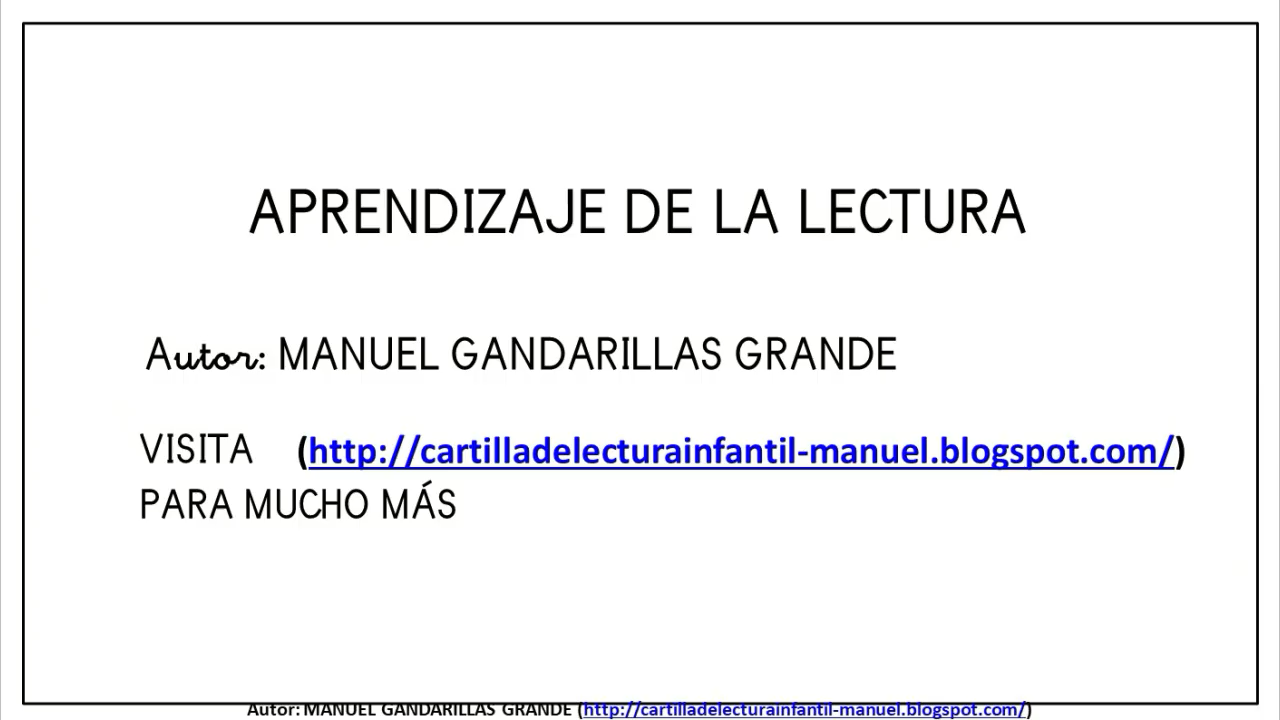 APRENDIZAJE DE LA LECTURA
Autor: MANUEL GANDARILLAS GRANDE
VISITA (http://cartilladelecturainfantil-manuel.blogspot.com/)
PARA MUCHO MÁS
Autor: MANUEL GANDARILLAS GRANDE (http://cartilladelecturainfantil-manuel.blogspot.com/)